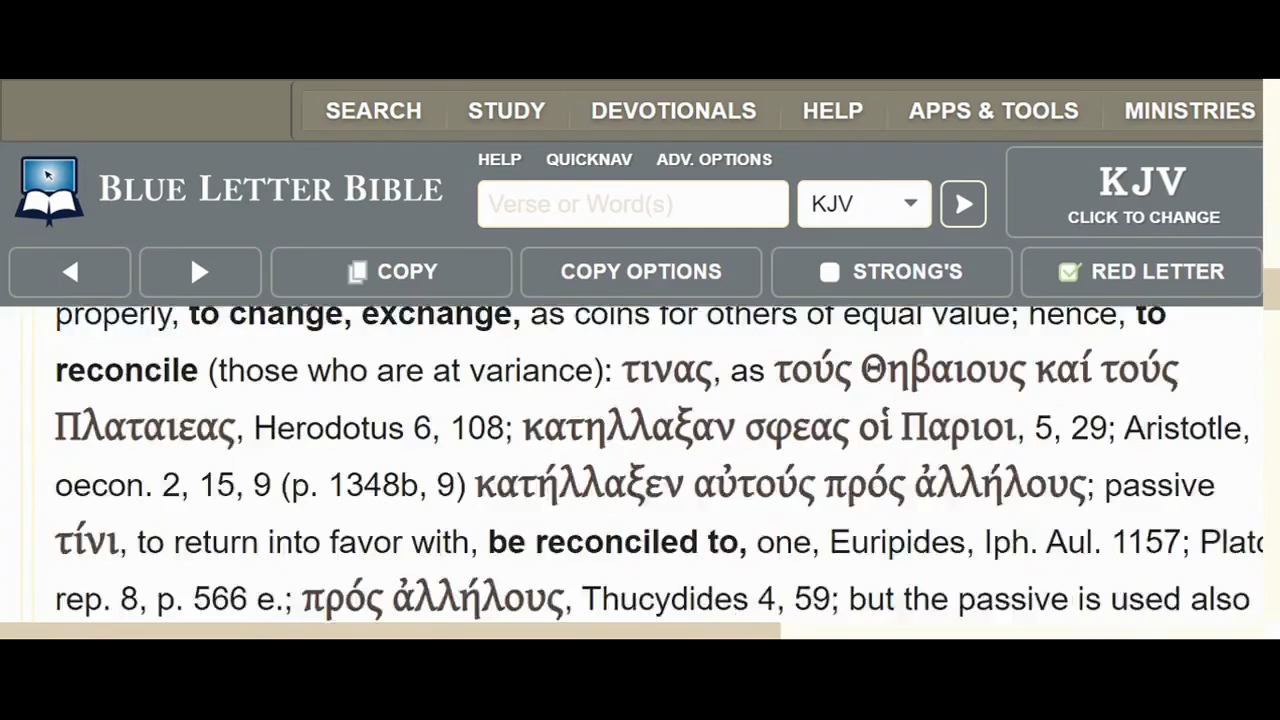 SEARCH STUDY DEVOTIONALS HELP APPS & TOOLS MINISTRIES
HELP QUICKNAV ADV. OPTIONS
BLUE LETTER BIBLE Verse or Word(s) KJV KJV
CLICK TO CHANGE
COPY COPY OPTIONS STRONG'S RED LETTER
properly, to change, exchange, as coins for others of equal value; hence, to
reconcile (those who are at variance): τινας, as τούς Θηβαιους καί τούς
Πλαταιεας, Herodotus 6, 108; κατηλλαξαν σφεας οἱ Παριοι, 5, 29; Aristotle,
oecon. 2, 15, 9 (p. 1348b, 9) κατήλλαξεν αὐτούς πρός ἀλλήλους; passive
τίνι, to return into favor with, be reconciled to, one, Euripides, Iph. Aul. 1157; Plato
rep. 8, p. 566 e.; πρός ἀλλήλους, Thucydides 4, 59; but the passive is used also